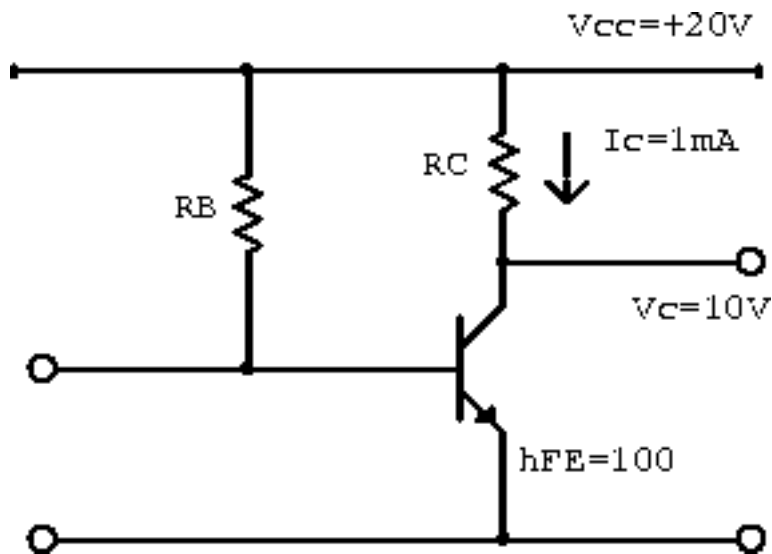 Vcc=+20V
Ic=1mA
RC
RB
Vc=10V
hFE=100